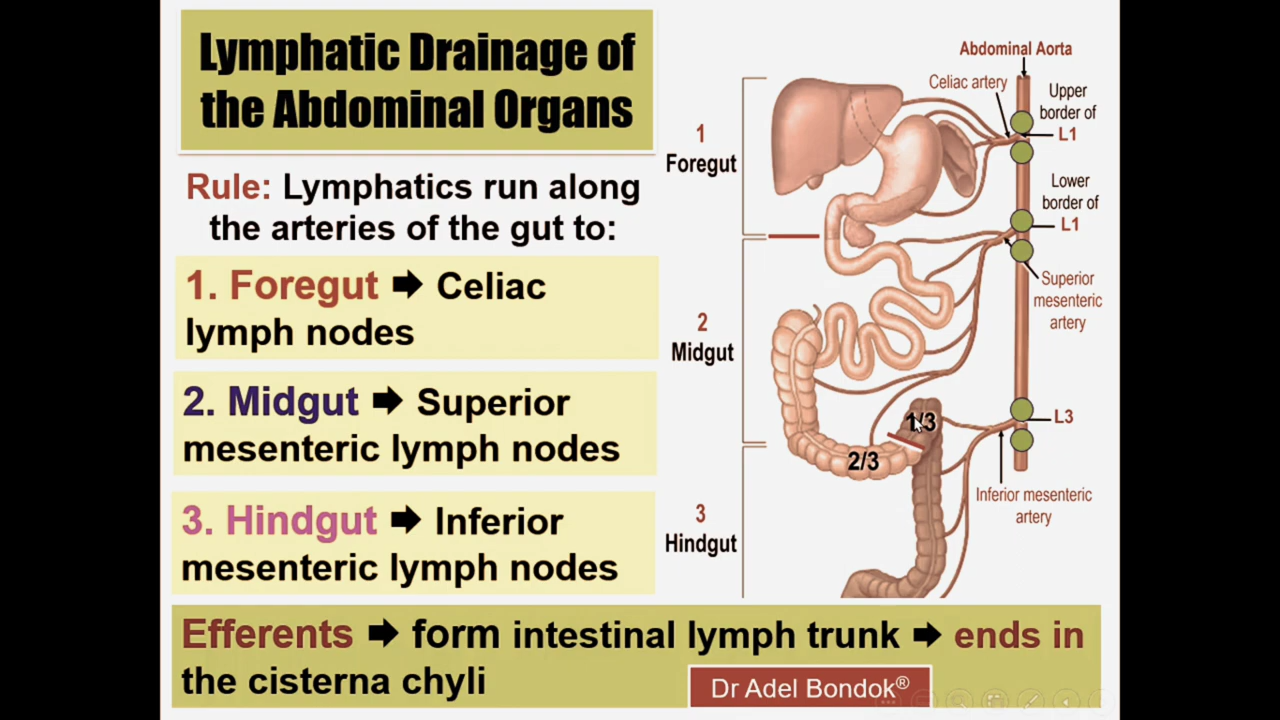 Lymphatic Drainage of
the Abdominal Organs
Rule: Lymphatics run along
the arteries of the gut to:
1. Foregut ➡ Celiac
lymph nodes
2. Midgut ➡ Superior
mesenteric lymph nodes
3. Hindgut ➡ Inferior
mesenteric lymph nodes
Efferents ➡ form intestinal lymph trunk ➡ ends in
the cisterna chyli
Dr Adel Bondok®
1
Foregut
2
Midgut
3
Hindgut
Abdominal Aorta
Celiac artery
Upper
border of
L1
Lower
border of
L1
Superior
mesenteric
artery
1/3
2/3
L3
Inferior mesenteric
artery